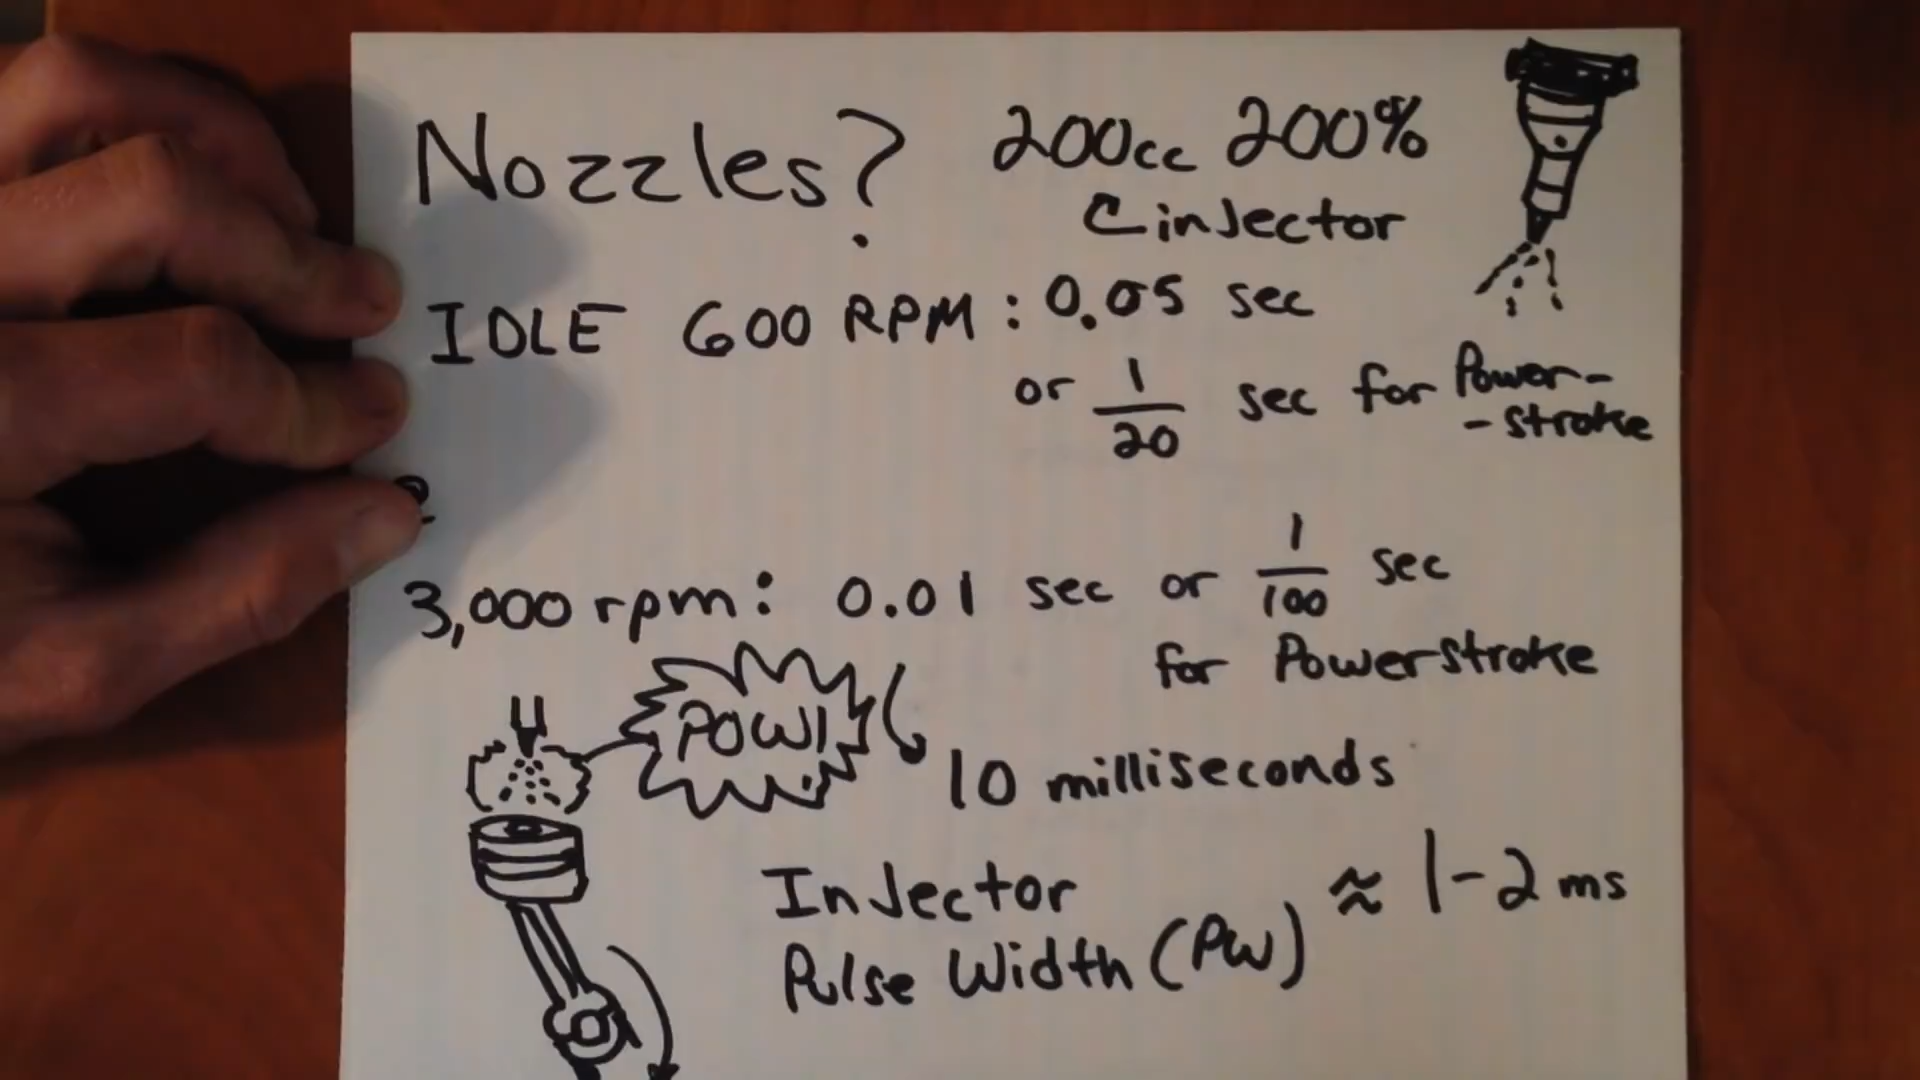 Nozzles?
200cc 200%
C injector
IDLE 600 RPM: 0.05 sec
or 1/20 sec for Power-
-stroke
3,000 rpm: 0.01 sec or 1/100 sec
for Powerstroke
POW!
10 milliseconds
Injector
Pulse Width (PW) ≈ 1-2 ms